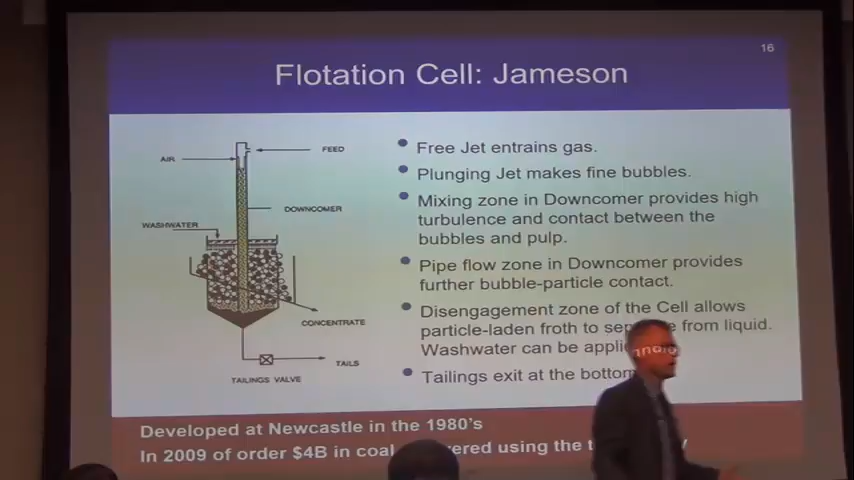 16
Flotation Cell: Jameson
FEED
AIR
DOWNCOMER
WASHWATER
CONCENTRATE
TAILS
TAILINGS VALVE
Free Jet entrains gas.
Plunging Jet makes fine bubbles.
Mixing zone in Downcomer provides high
turbulence and contact between the
bubbles and pulp.
Pipe flow zone in Downcomer provides
further bubble-particle contact.
Disengagement zone of the Cell allows
particle-laden froth to from liquid.
Washwater can be
Tailings exit at the bottom
Developed at Newcastle in the 1980's
In 2009 of order $4B in coal using the